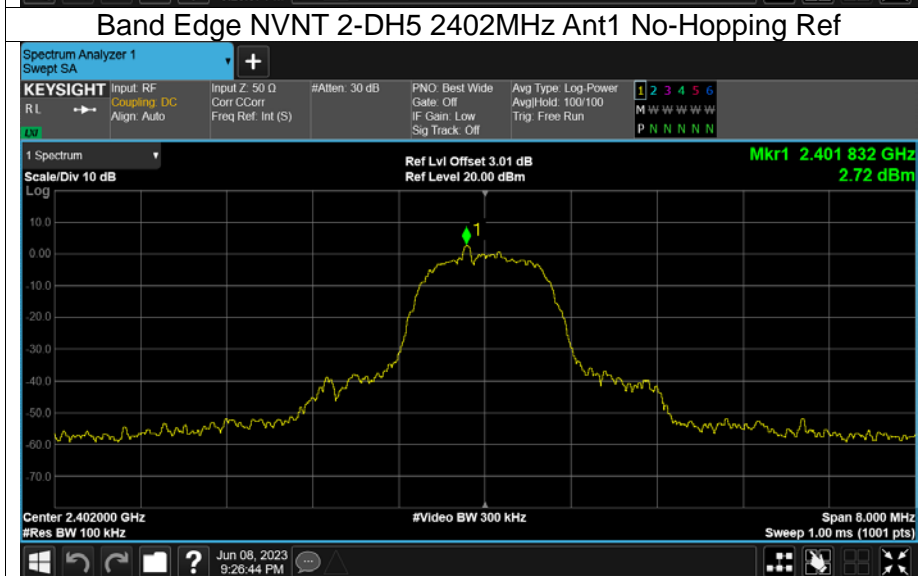 Band Edge NVNT 2-DH5 2402MHz Ant1 No-Hopping Ref
Spectrum Analyzer 1
Swept SA
+
KEYSIGHT
R L
LXI
Input: RF
Coupling: DC
Align: Auto
Input Z: 50 Ω
Corr CCorr
Freq Ref: Int (S)
#Atten: 30 dB
PNO: Best Wide
Gate: Off
IF Gain: Low
Sig Track: Off
Avg Type: Log-Power
Avg|Hold: 100/100
Trig: Free Run
1 2 3 4 5 6
M W W W W W
P N N N N N
1 Spectrum
Scale/Div 10 dB
Log
Ref Lvl Offset 3.01 dB
Ref Level 20.00 dBm
Mkr1 2.401 832 GHz
2.72 dBm
1
10.0
0.00
-10.0
-20.0
-30.0
-40.0
-50.0
-60.0
-70.0
Center 2.402000 GHz
#Res BW 100 kHz
#Video BW 300 kHz
Span 8.000 MHz
Sweep 1.00 ms (1001 pts)
?
Jun 08, 2023
9:26:44 PM